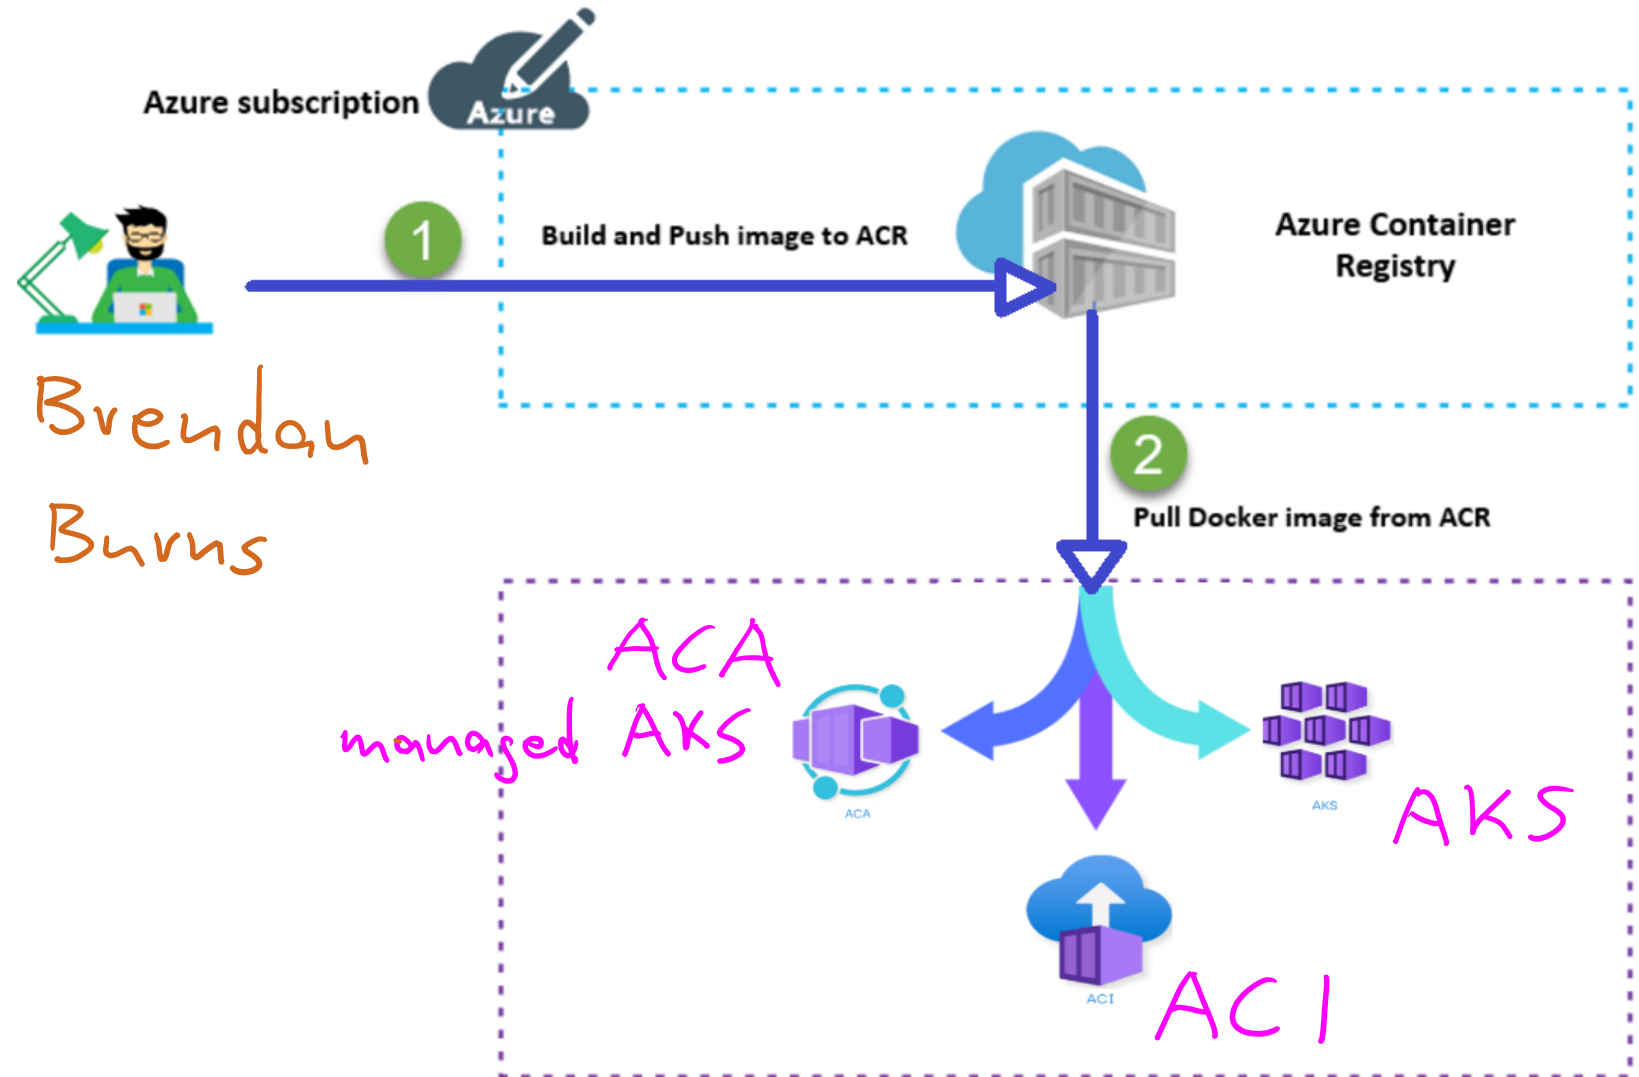 Azure subscription
Azure
1
Build and Push image to ACR
Azure Container
Registry
Brendan
Burns
2
Pull Docker image from ACR
ACA
managed AKS
ACA
AKS
AKS
ACI
ACI